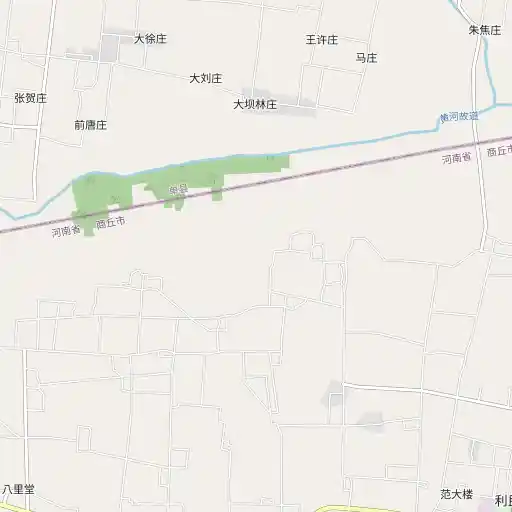 朱焦庄
大徐庄
王许庄
马庄
大刘庄
张贺庄
大坝林庄
黄河故道
前唐庄
商丘市
河南省
单县
商丘市
河南省
八里堂
范大楼